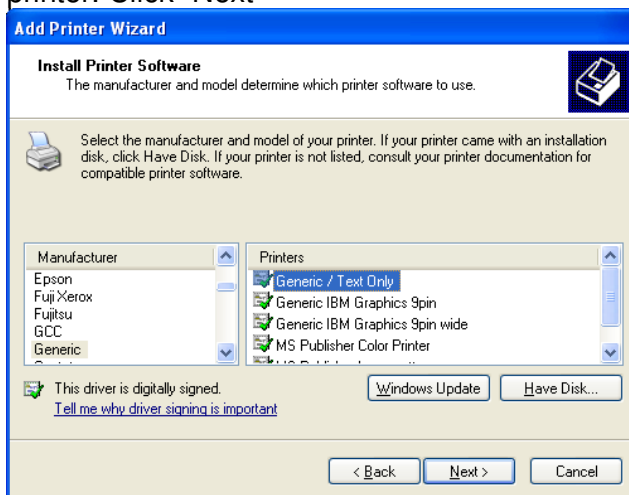 printer. Click "Next"
Add Printer Wizard
Install Printer Software
The manufacturer and model determine which printer software to use.
Select the manufacturer and model of your printer. If your printer came with an installation
disk, click Have Disk. If your printer is not listed, consult your printer documentation for
compatible printer software.
Manufacturer
Epson
Fuji Xerox
Fujitsu
GCC
Generic
Printers
Generic / Text Only
Generic IBM Graphics 9pin
Generic IBM Graphics 9pin wide
MS Publisher Color Printer
This driver is digitally signed.
Tell me why driver signing is important
Windows Update
Have Disk...
< Back
Next >
Cancel